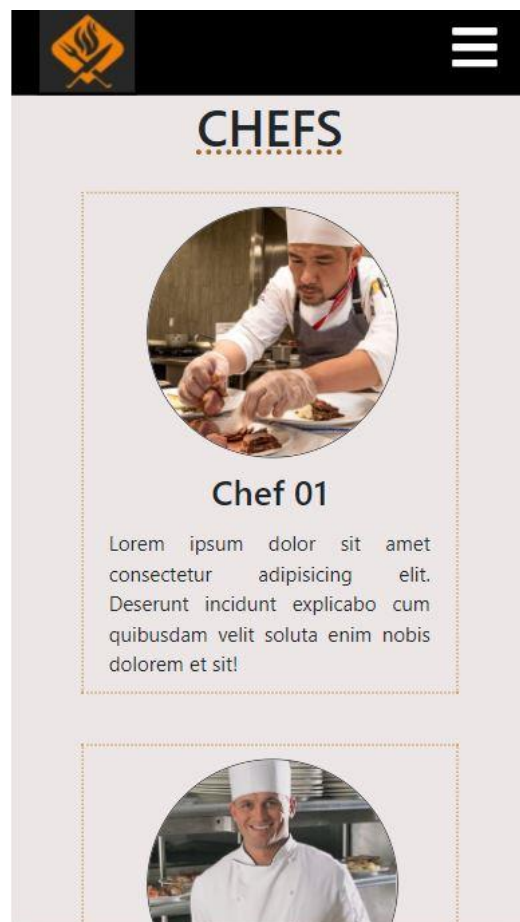 CHEFS
Chef 01
Lorem ipsum dolor sit amet
consectetur adipisicing elit.
Deserunt incidunt explicabo cum
quibusdam velit soluta enim nobis
dolorem et sit!